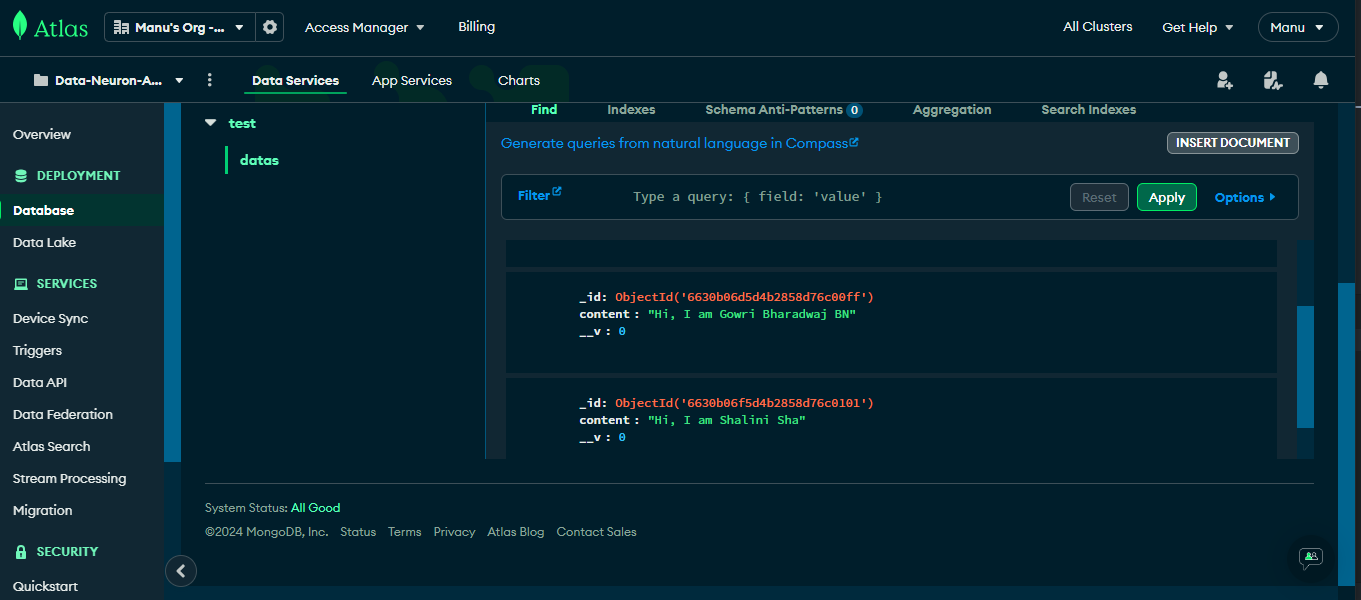 Atlas
Manu's Org -...
Access Manager
Billing
All Clusters
Get Help
Manu
Data-Neuron-A...
Data Services
App Services
Charts
Overview
DEPLOYMENT
Database
Data Lake
SERVICES
Device Sync
Triggers
Data API
Data Federation
Atlas Search
Stream Processing
Migration
SECURITY
Quickstart
test
datas
Find
Indexes
Schema Anti-Patterns 0
Aggregation
Search Indexes
Generate queries from natural language in Compass
INSERT DOCUMENT
Filter
Type a query: { field: 'value' }
Reset
Apply
Options
_id: ObjectId('6630b06d5d4b2858d76c00ff')
content : "Hi, I am Gowri Bharadwaj BN"
__v : 0
_id: ObjectId('6630b06f5d4b2858d76c0101')
content : "Hi, I am Shalini Sha"
__v : 0
System Status: All Good
©2024 MongoDB, Inc. Status Terms Privacy Atlas Blog Contact Sales